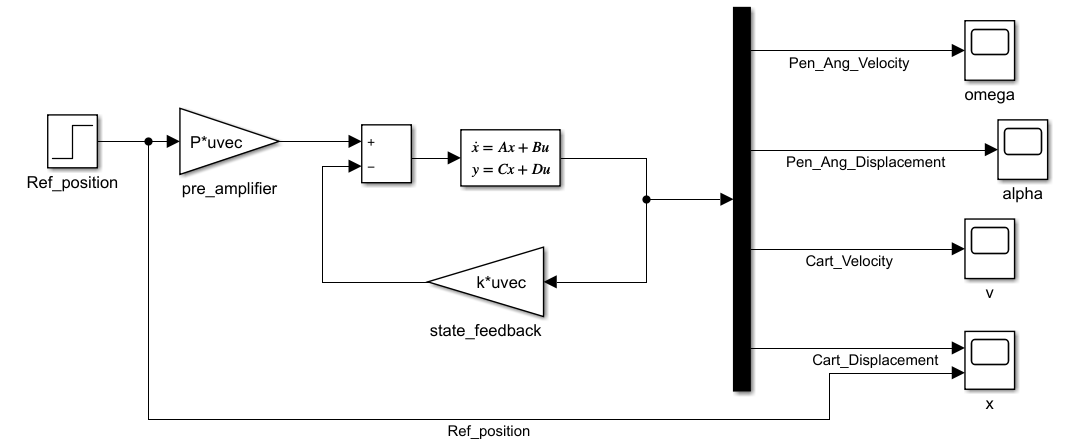 Pen_Ang_Velocity
omega
P*uvec
+
−
ẋ = Ax + Bu
y = Cx + Du
Ref_position
pre_amplifier
Pen_Ang_Displacement
alpha
k*uvec
state_feedback
Cart_Velocity
v
Cart_Displacement
x
Ref_position